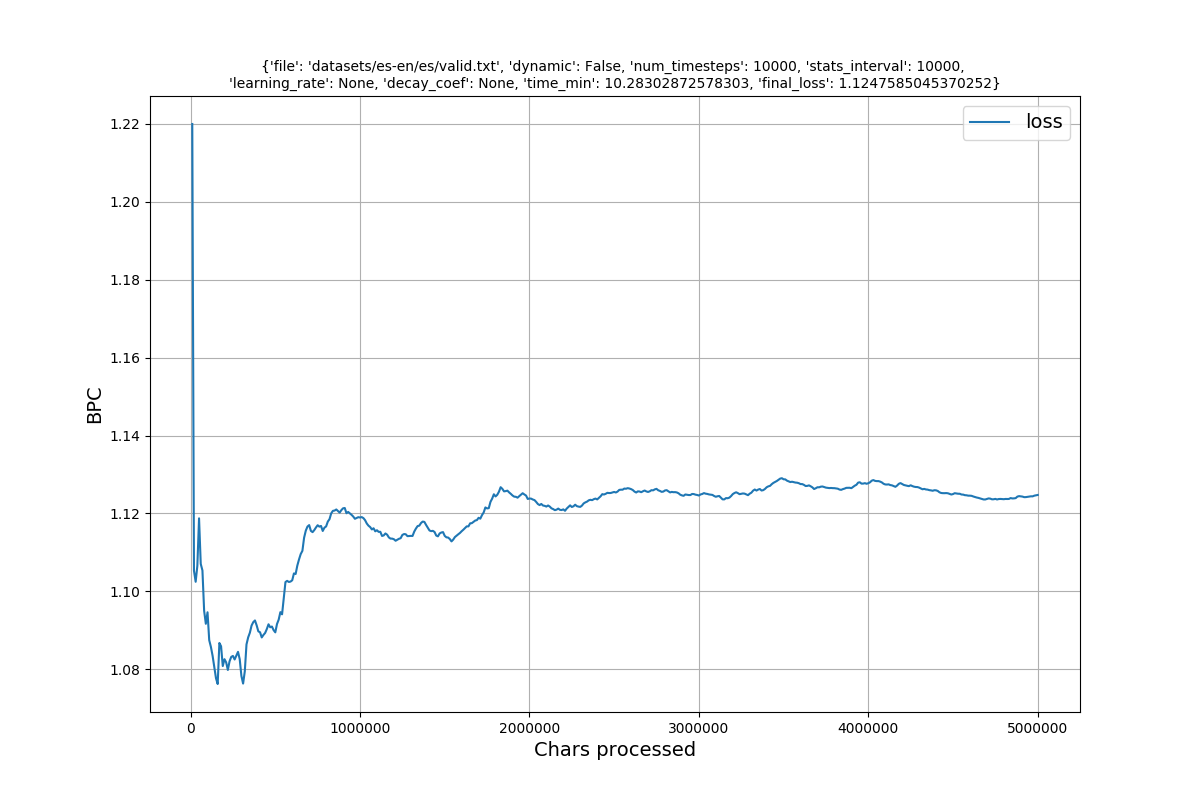 {'file': 'datasets/es-en/es/valid.txt', 'dynamic': False, 'num_timesteps': 10000, 'stats_interval': 10000,
'learning_rate': None, 'decay_coef': None, 'time_min': 10.28302872578303, 'final_loss': 1.1247585045370252}
loss
1.22
1.20
1.18
1.16
1.14
1.12
1.10
1.08
BPC
0 1000000 2000000 3000000 4000000 5000000
Chars processed